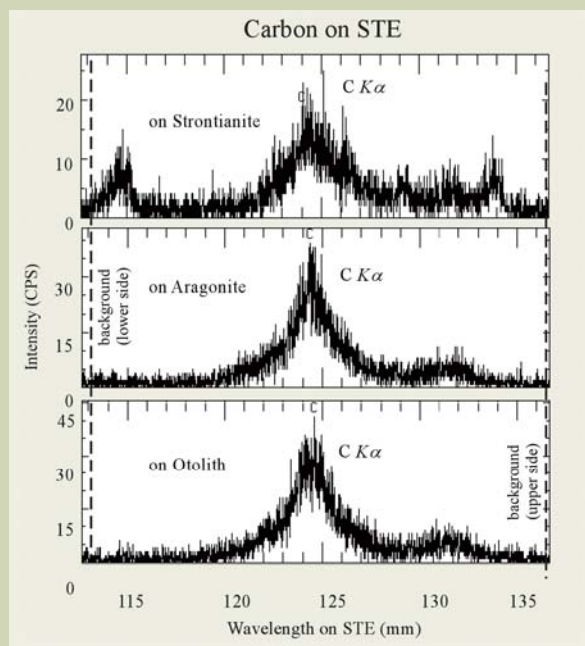 Carbon on STE
C
C Kα
20
on Strontianite
10
0
C
C Kα
30
on Aragonite
background
(lower side)
15
Intensity (CPS)
0
45
C
C Kα
30
on Otolith
background
(upper side)
15
0
115 120 125 130 135
Wavelength on STE (mm)